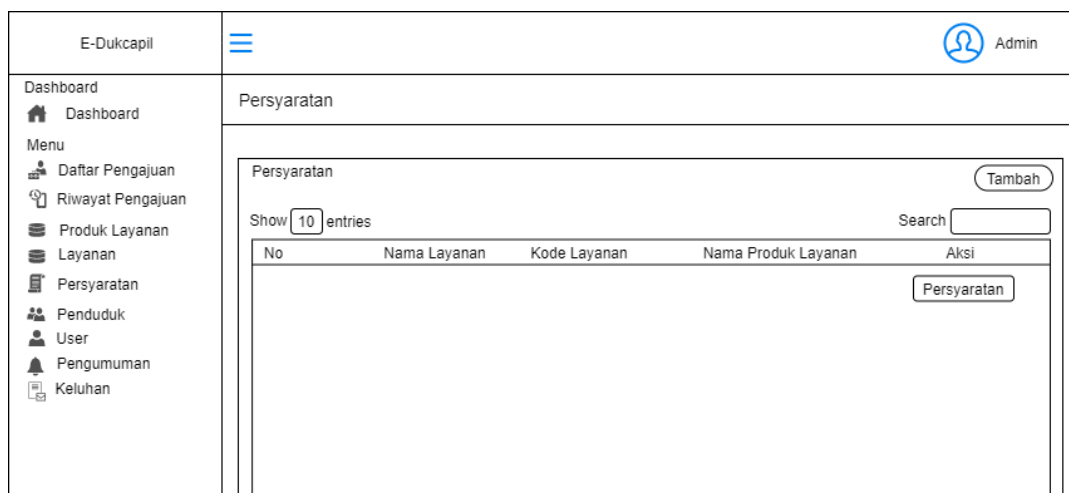 E-Dukcapil
Admin
Dashboard
Dashboard
Menu
Daftar Pengajuan
Riwayat Pengajuan
Produk Layanan
Layanan
Persyaratan
Penduduk
User
Pengumuman
Keluhan
Persyaratan
Persyaratan
Tambah
Show 10 entries
Search
No Nama Layanan Kode Layanan Nama Produk Layanan Aksi
Persyaratan